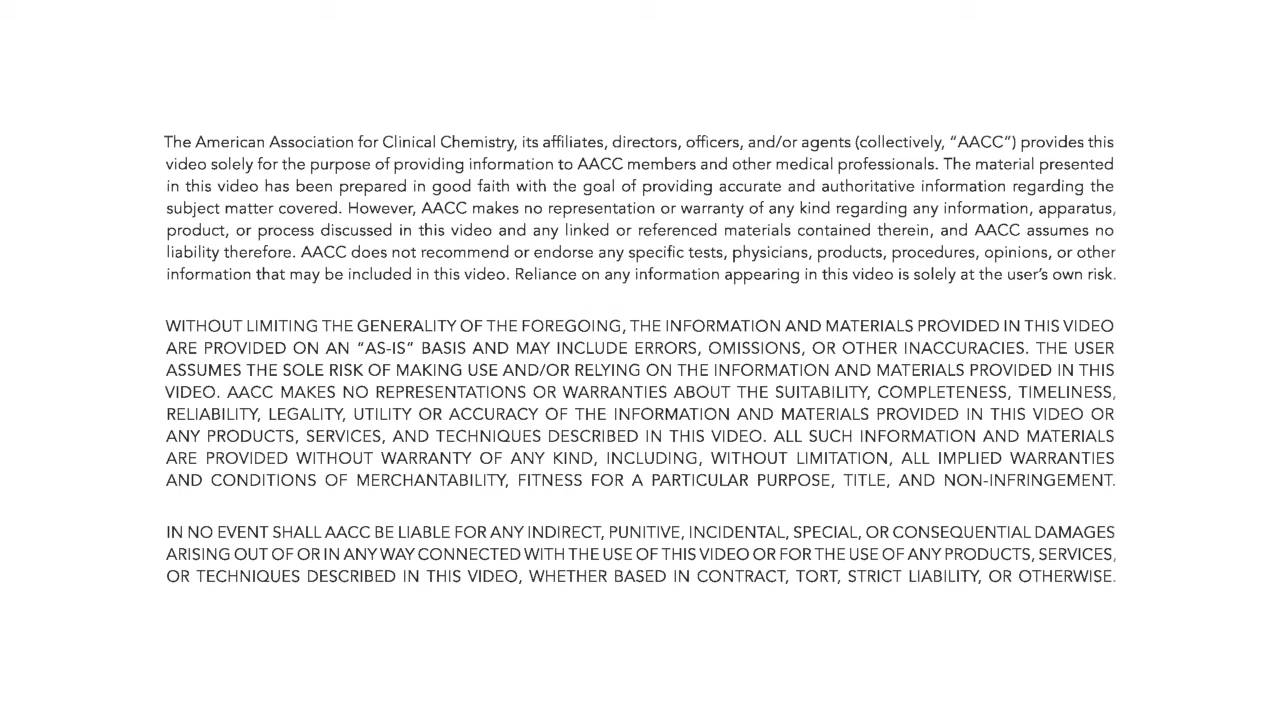 The American Association for Clinical Chemistry, its affiliates, directors, officers, and/or agents (collectively, “AACC”) provides this
video solely for the purpose of providing information to AACC members and other medical professionals. The material presented
in this video has been prepared in good faith with the goal of providing accurate and authoritative information regarding the
subject matter covered. However, AACC makes no representation or warranty of any kind regarding any information, apparatus,
product, or process discussed in this video and any linked or referenced materials contained therein, and AACC assumes no
liability therefore. AACC does not recommend or endorse any specific tests, physicians, products, procedures, opinions, or other
information that may be included in this video. Reliance on any information appearing in this video is solely at the user’s own risk.
WITHOUT LIMITING THE GENERALITY OF THE FOREGOING, THE INFORMATION AND MATERIALS PROVIDED IN THIS VIDEO
ARE PROVIDED ON AN “AS-IS” BASIS AND MAY INCLUDE ERRORS, OMISSIONS, OR OTHER INACCURACIES. THE USER
ASSUMES THE SOLE RISK OF MAKING USE AND/OR RELYING ON THE INFORMATION AND MATERIALS PROVIDED IN THIS
VIDEO. AACC MAKES NO REPRESENTATIONS OR WARRANTIES ABOUT THE SUITABILITY, COMPLETENESS, TIMELINESS,
RELIABILITY, LEGALITY, UTILITY OR ACCURACY OF THE INFORMATION AND MATERIALS PROVIDED IN THIS VIDEO OR
ANY PRODUCTS, SERVICES, AND TECHNIQUES DESCRIBED IN THIS VIDEO. ALL SUCH INFORMATION AND MATERIALS
ARE PROVIDED WITHOUT WARRANTY OF ANY KIND, INCLUDING, WITHOUT LIMITATION, ALL IMPLIED WARRANTIES
AND CONDITIONS OF MERCHANTABILITY, FITNESS FOR A PARTICULAR PURPOSE, TITLE, AND NON-INFRINGEMENT.
IN NO EVENT SHALL AACC BE LIABLE FOR ANY INDIRECT, PUNITIVE, INCIDENTAL, SPECIAL, OR CONSEQUENTIAL DAMAGES
ARISING OUT OF OR IN ANY WAY CONNECTED WITH THE USE OF THIS VIDEO OR FOR THE USE OF ANY PRODUCTS, SERVICES,
OR TECHNIQUES DESCRIBED IN THIS VIDEO, WHETHER BASED IN CONTRACT, TORT, STRICT LIABILITY, OR OTHERWISE.